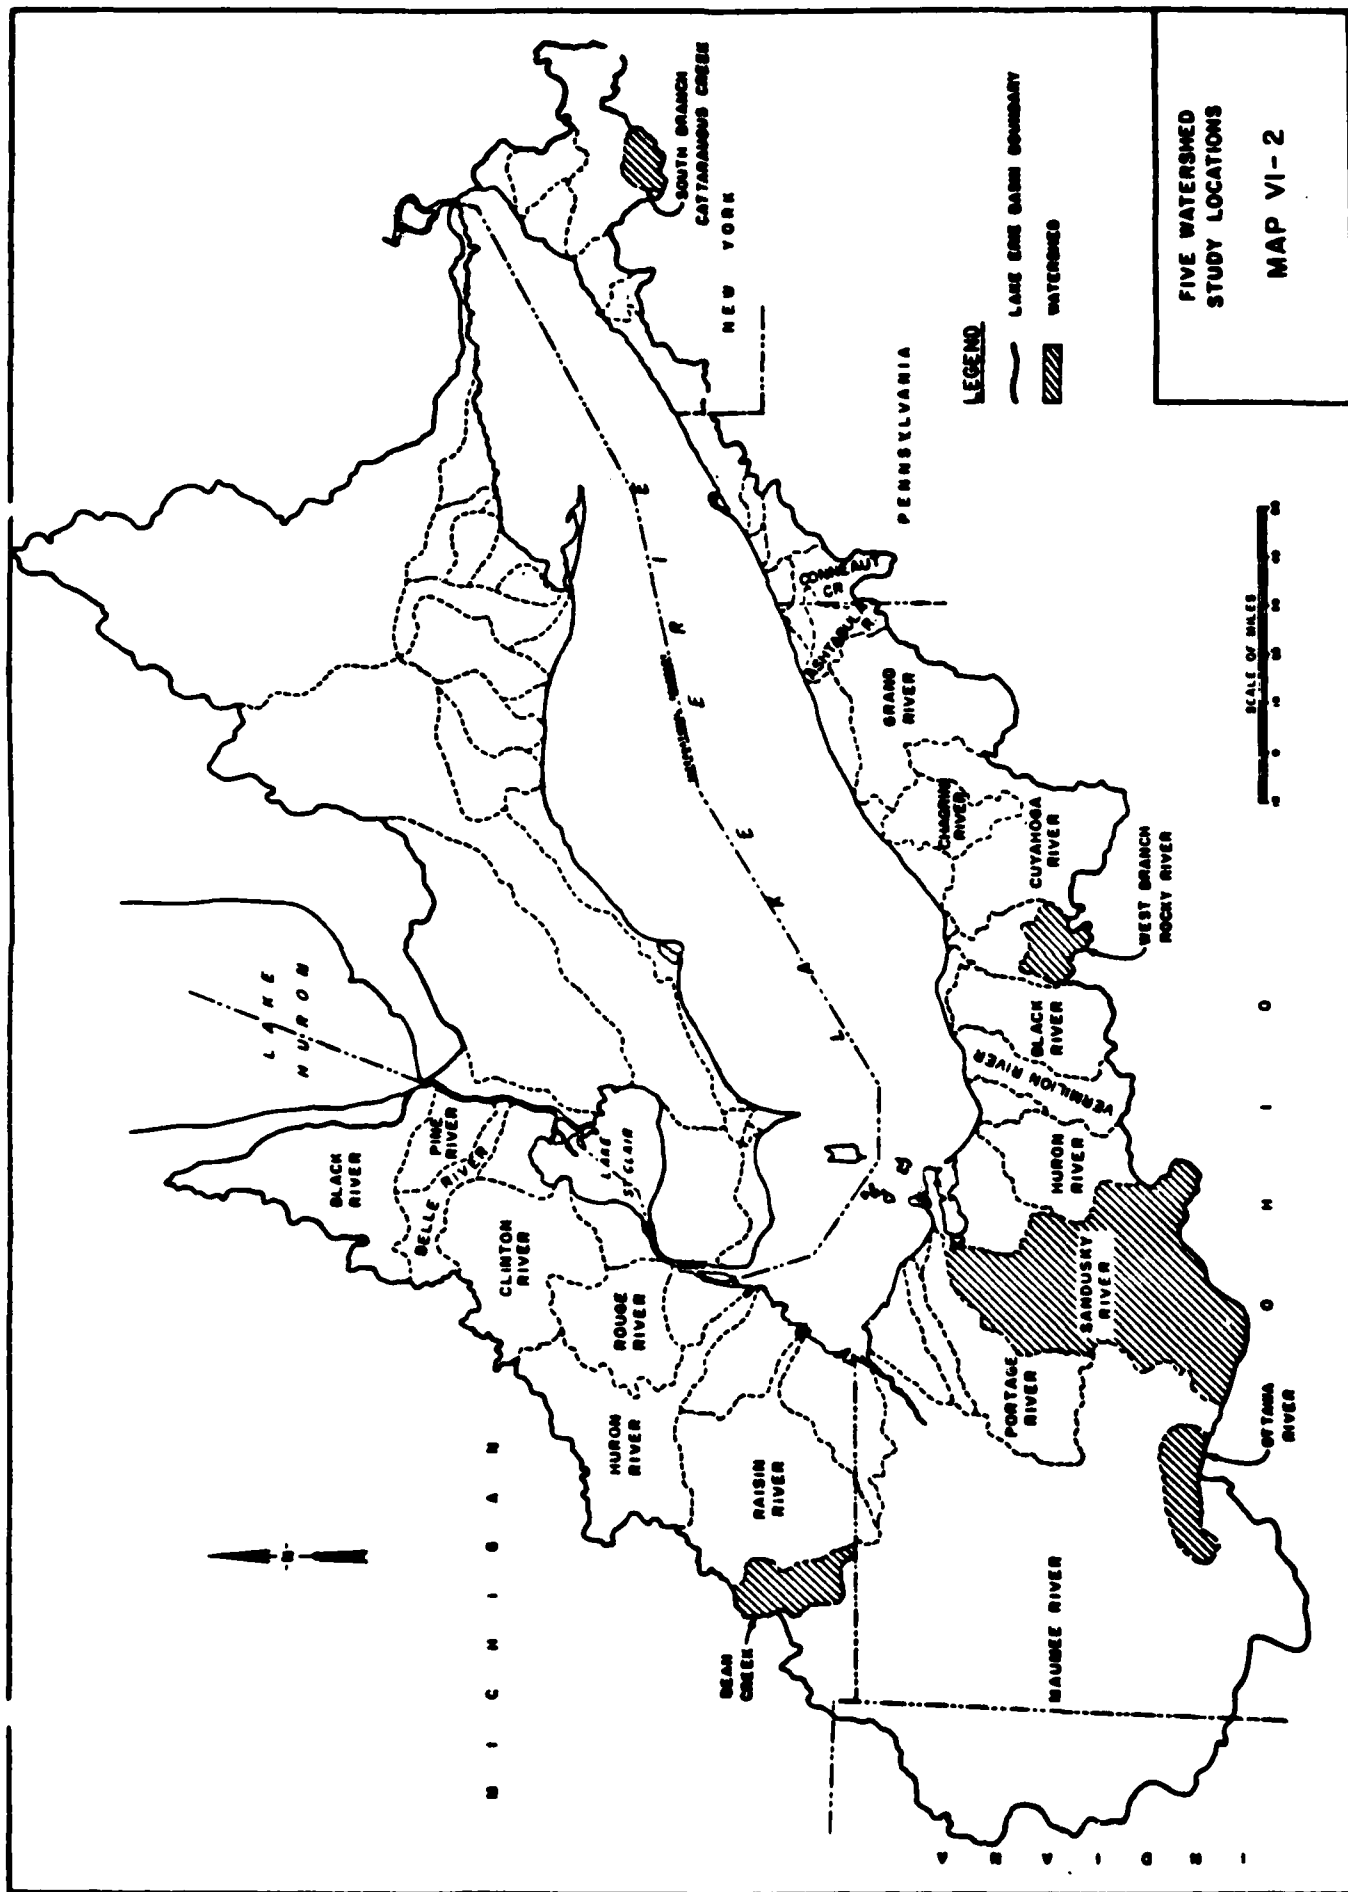 LAKE
HURON
BLACK
RIVER
PINE
RIVER
BELLE RIVER
CLINTON
RIVER
LAKE
ST CLAIR
ROUGE
RIVER
HURON
RIVER
RAISIN
RIVER
BEAN
CREEK
MICHIGAN
N
LAKE ERIE
SOUTH BRANCH
CATTARAUGUS CREEK
NEW YORK
PENNSYLVANIA
CONNEAUT
CR
ASHTABULA
R.
GRAND
RIVER
CHAGRIN
RIVER
CUYAHOGA
RIVER
WEST BRANCH
ROCKY RIVER
BLACK
RIVER
VERMILION RIVER
HURON
RIVER
SANDUSKY
RIVER
PORTAGE
RIVER
OTTAWA
RIVER
MAUMEE RIVER
OHIO
INDIANA
LEGEND
LAKE ERIE BASIN BOUNDARY
WATERSHED
SCALE OF MILES
FIVE WATERSHED
STUDY LOCATIONS
MAP VI-2